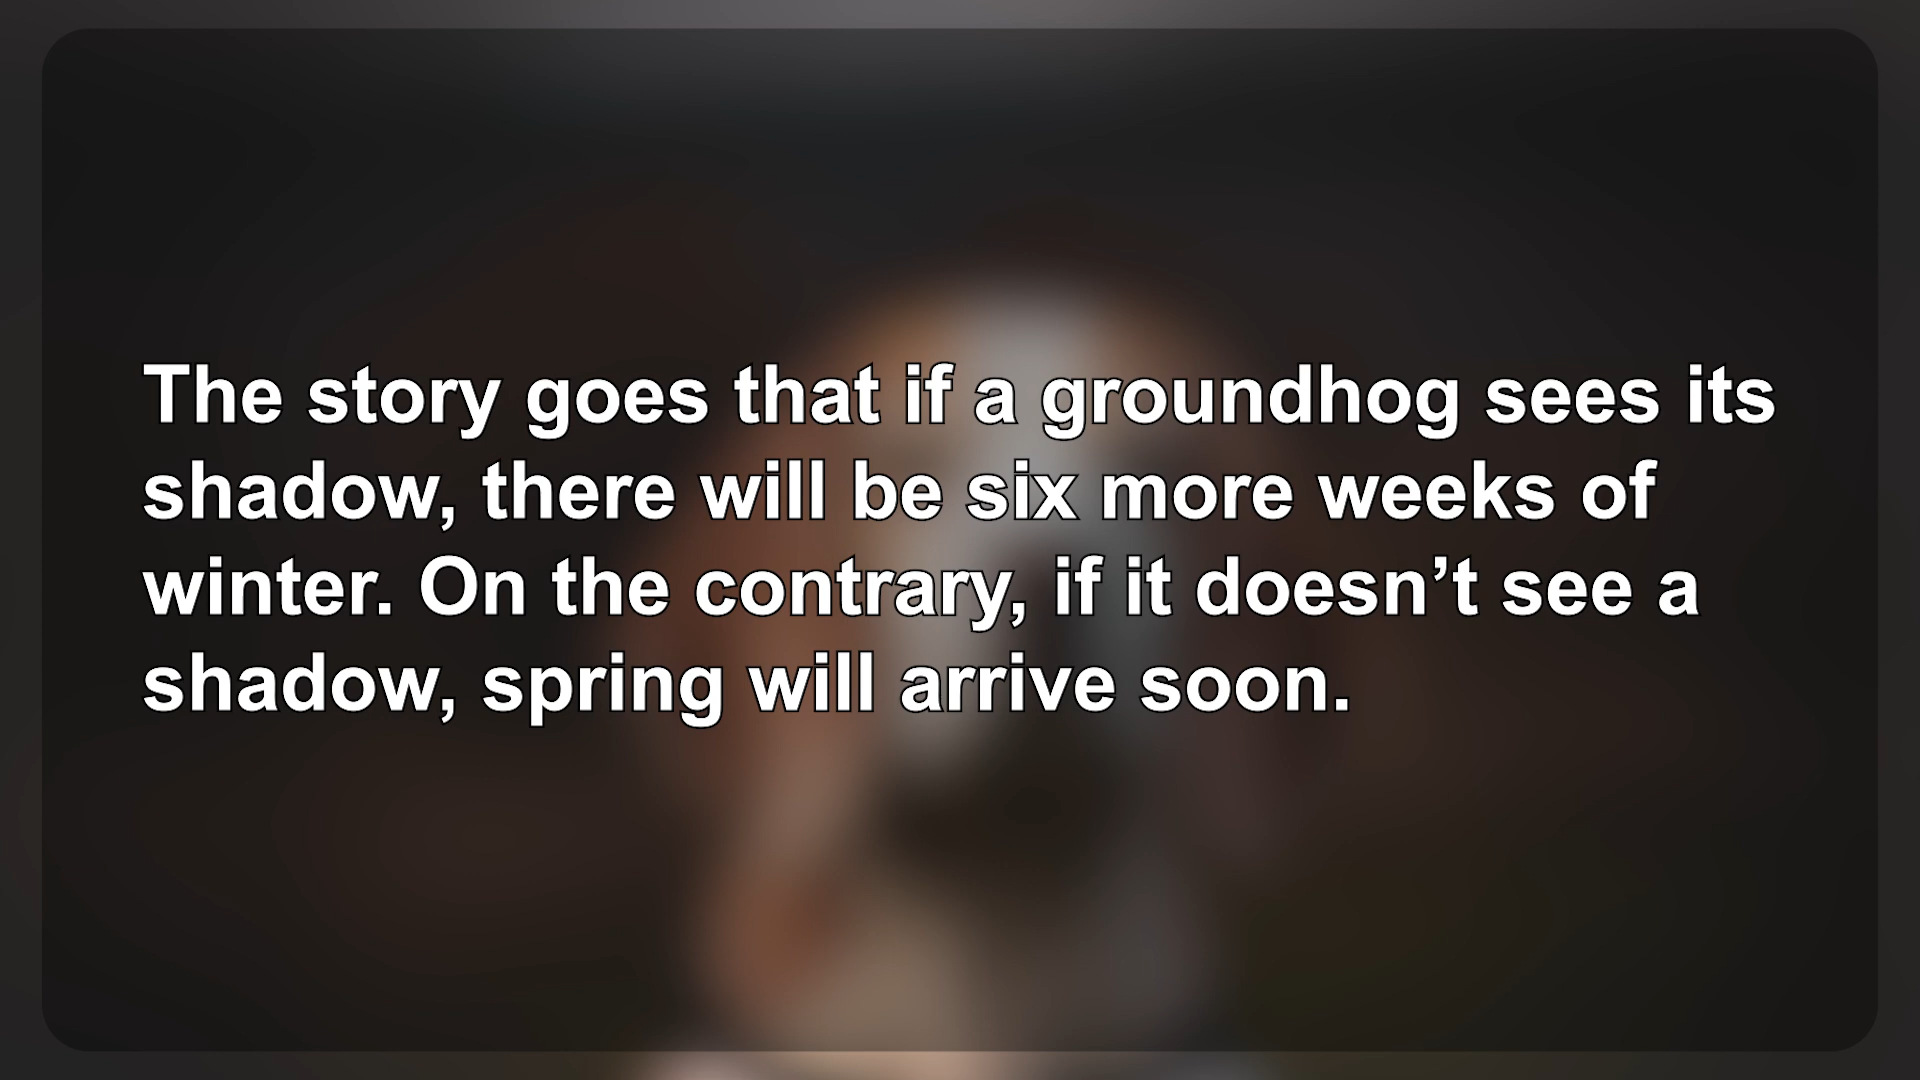 The story goes that if a groundhog sees its
shadow, there will be six more weeks of
winter. On the contrary, if it doesn’t see a
shadow, spring will arrive soon.